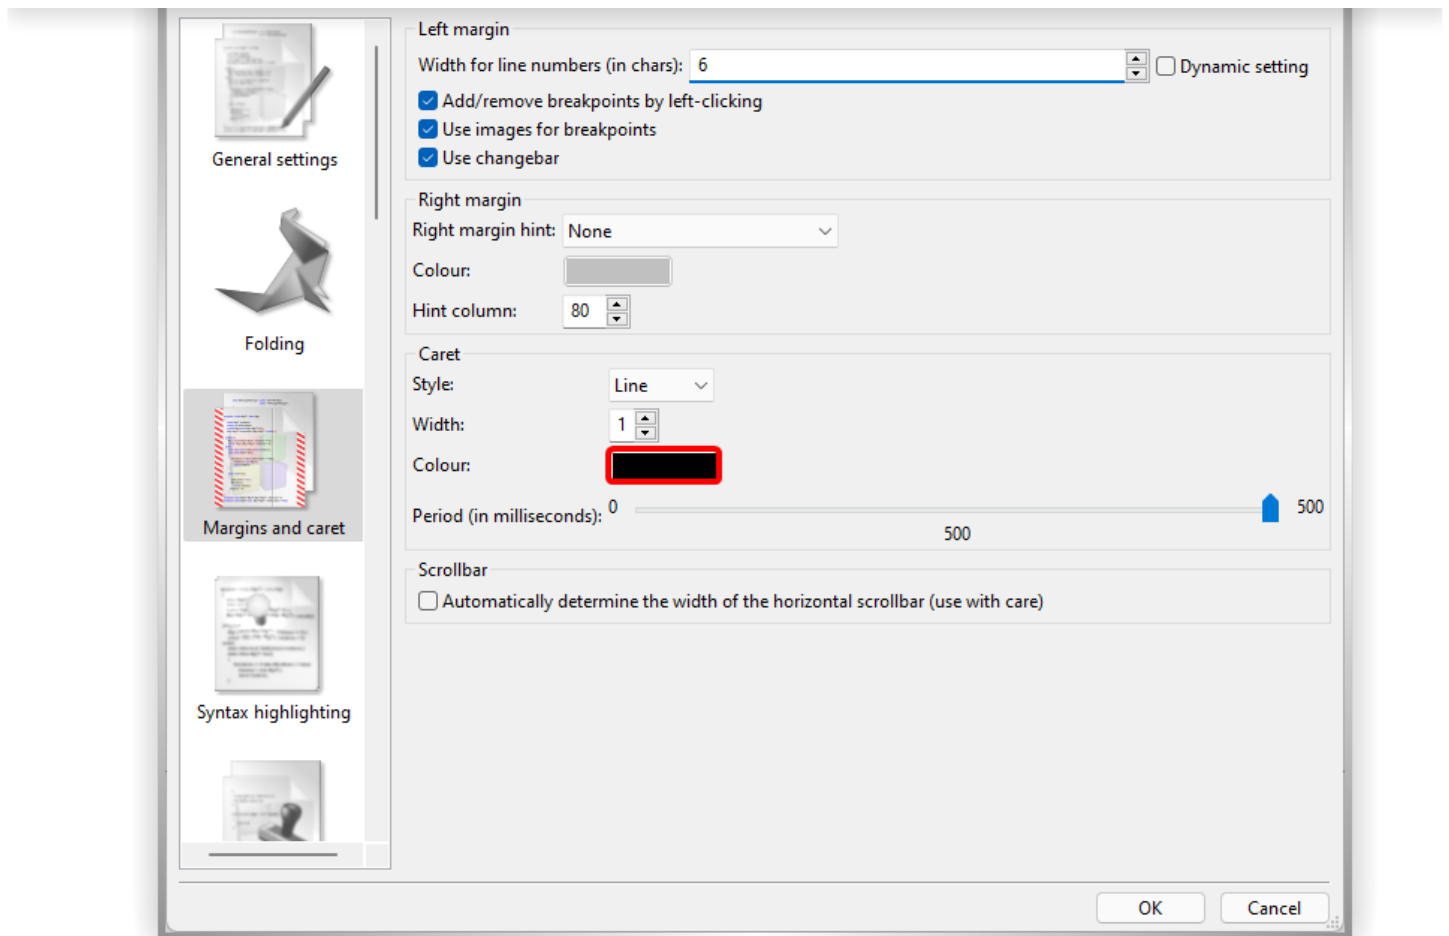 General settings
Folding
Margins and caret
Syntax highlighting
Left margin
Width for line numbers (in chars): 6 Dynamic setting
Add/remove breakpoints by left-clicking
Use images for breakpoints
Use changebar
Right margin
Right margin hint: None
Colour:
Hint column: 80
Caret
Style: Line
Width: 1
Colour:
Period (in milliseconds): 0 500
500
Scrollbar
Automatically determine the width of the horizontal scrollbar (use with care)
OK Cancel